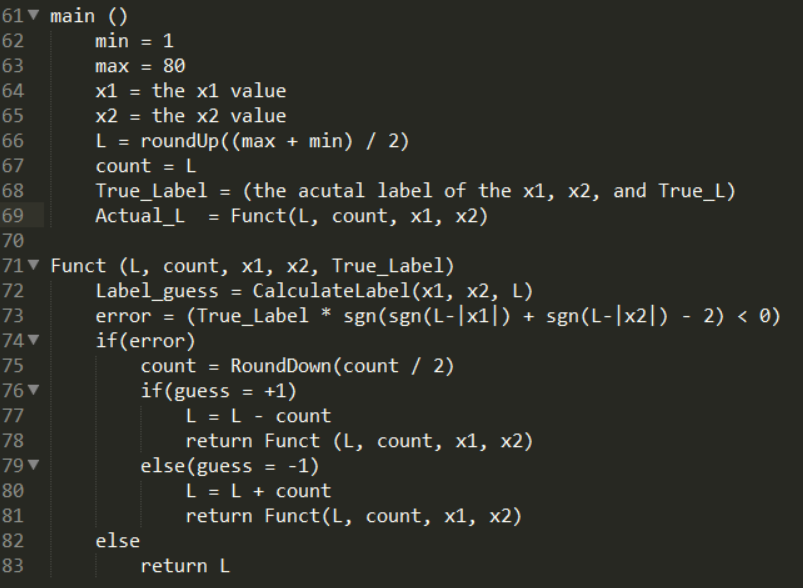 61 main ()
62 min = 1
63 max = 80
64 x1 = the x1 value
65 x2 = the x2 value
66 L = roundUp((max + min) / 2)
67 count = L
68 True_Label = (the acutal label of the x1, x2, and True_L)
69 Actual_L  = Funct(L, count, x1, x2)
70
71 Funct (L, count, x1, x2, True_Label)
72 Label_guess = CalculateLabel(x1, x2, L)
73 error = (True_Label * sgn(sgn(L-|x1|) + sgn(L-|x2|) - 2) < 0)
74 if(error)
75 count = RoundDown(count / 2)
76 if(guess = +1)
77 L = L - count
78 return Funct (L, count, x1, x2)
79 else(guess = -1)
80 L = L + count
81 return Funct(L, count, x1, x2)
82 else
83 return L